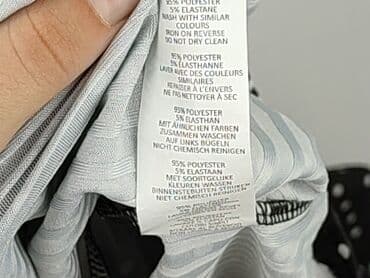 95% POLYESTER
5% ELASTANE
WASH WITH SIMILAR
COLOURS
IRON ON REVERSE
DO NOT DRY CLEAN
95% POLYESTER
5% ELASTHANNE
LAVER AVEC DES COULEURS
SIMILAIRES
REPASSER À L'ENVERS
NE PAS NETTOYER À SEC
95% POLYESTER
5% ELASTHAN
MIT ÄHNLICHEN FARBEN
ZUSAMMEN WASCHEN
AUF LINKS BÜGELN
NICHT CHEMISCH REINIGEN
95% POLYESTER
5% ELASTAAN
MET SOORTGELIJKE
KLEUREN WASSEN
BINNENSTEBUITEN STRIJKEN
NIET CHEMISCH REINIGEN